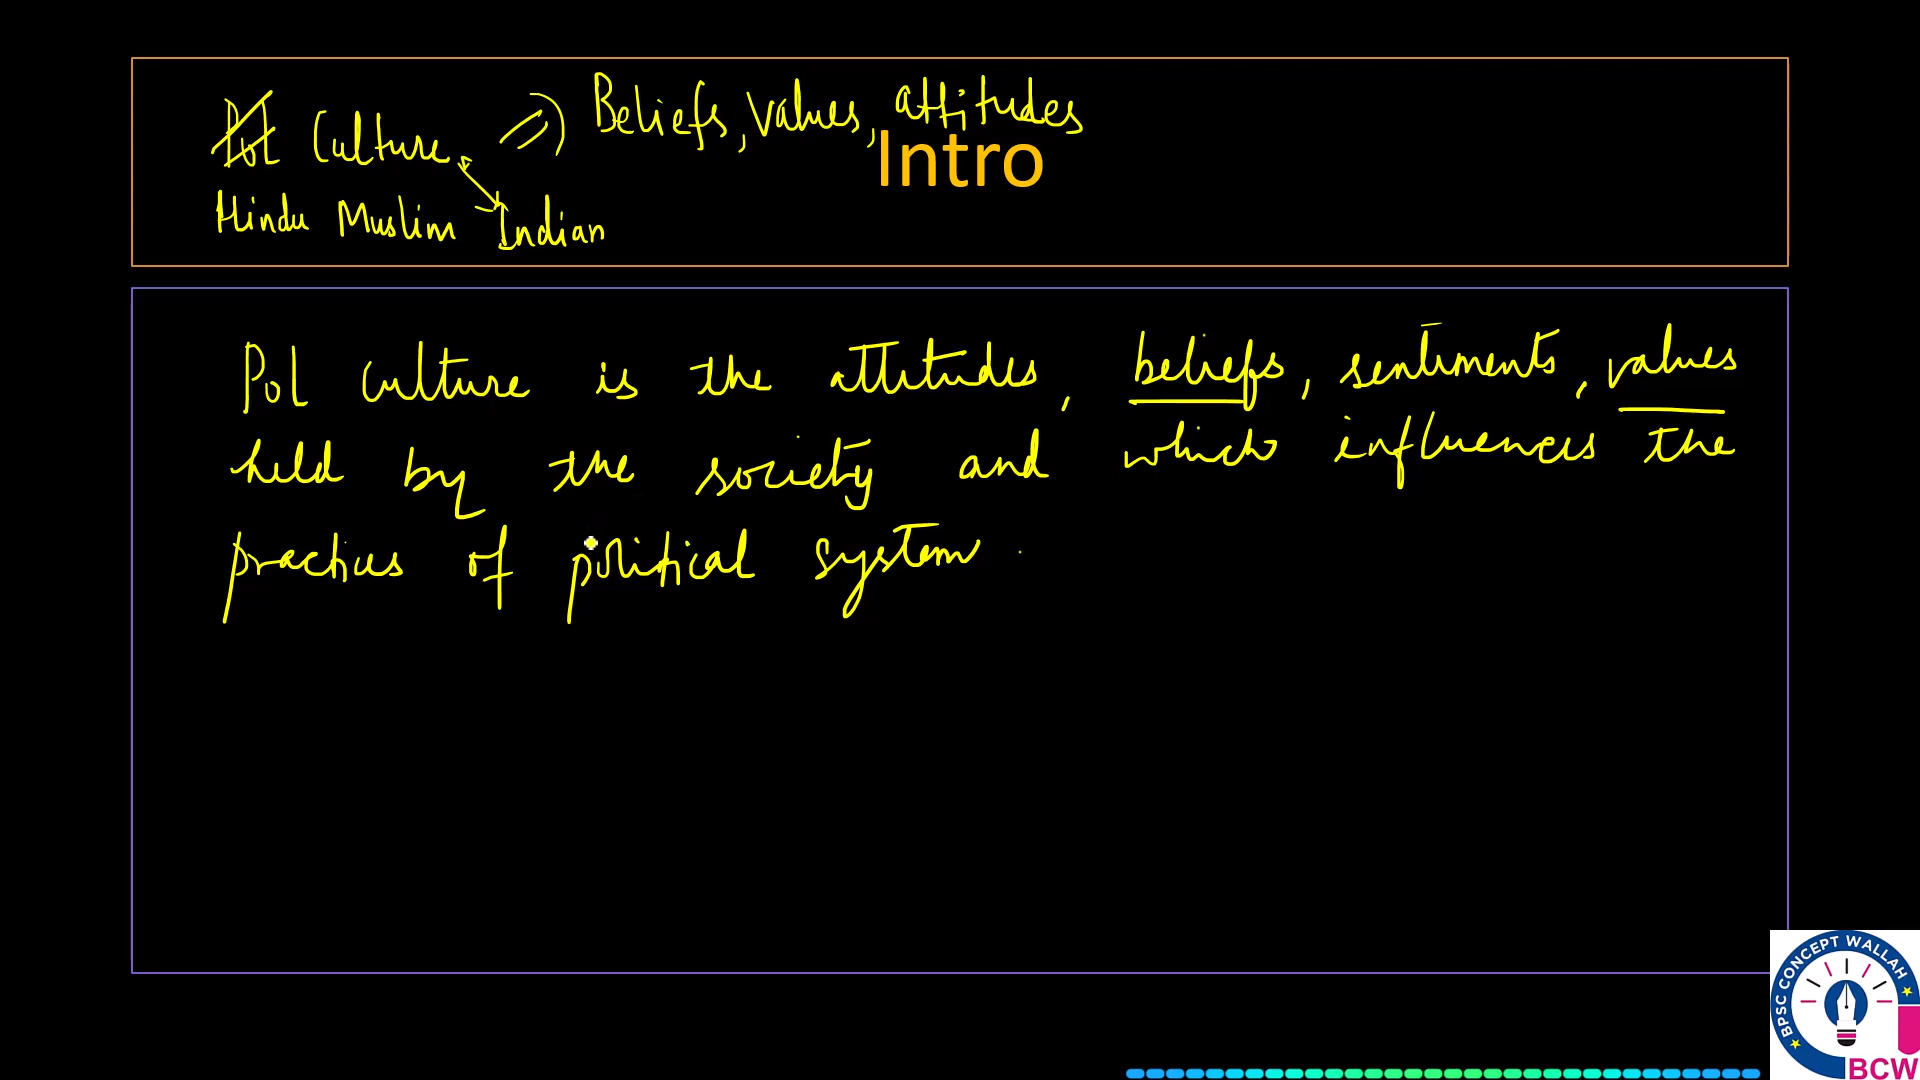 Pol Culture => Beliefs, Values, attitudes
Intro
Hindu Muslim Indian
Pol culture is the attitudes, beliefs, sentiments, values
held by the society and which influences the
practices of political system.
BPSC CONCEPT WALLAH
BCW